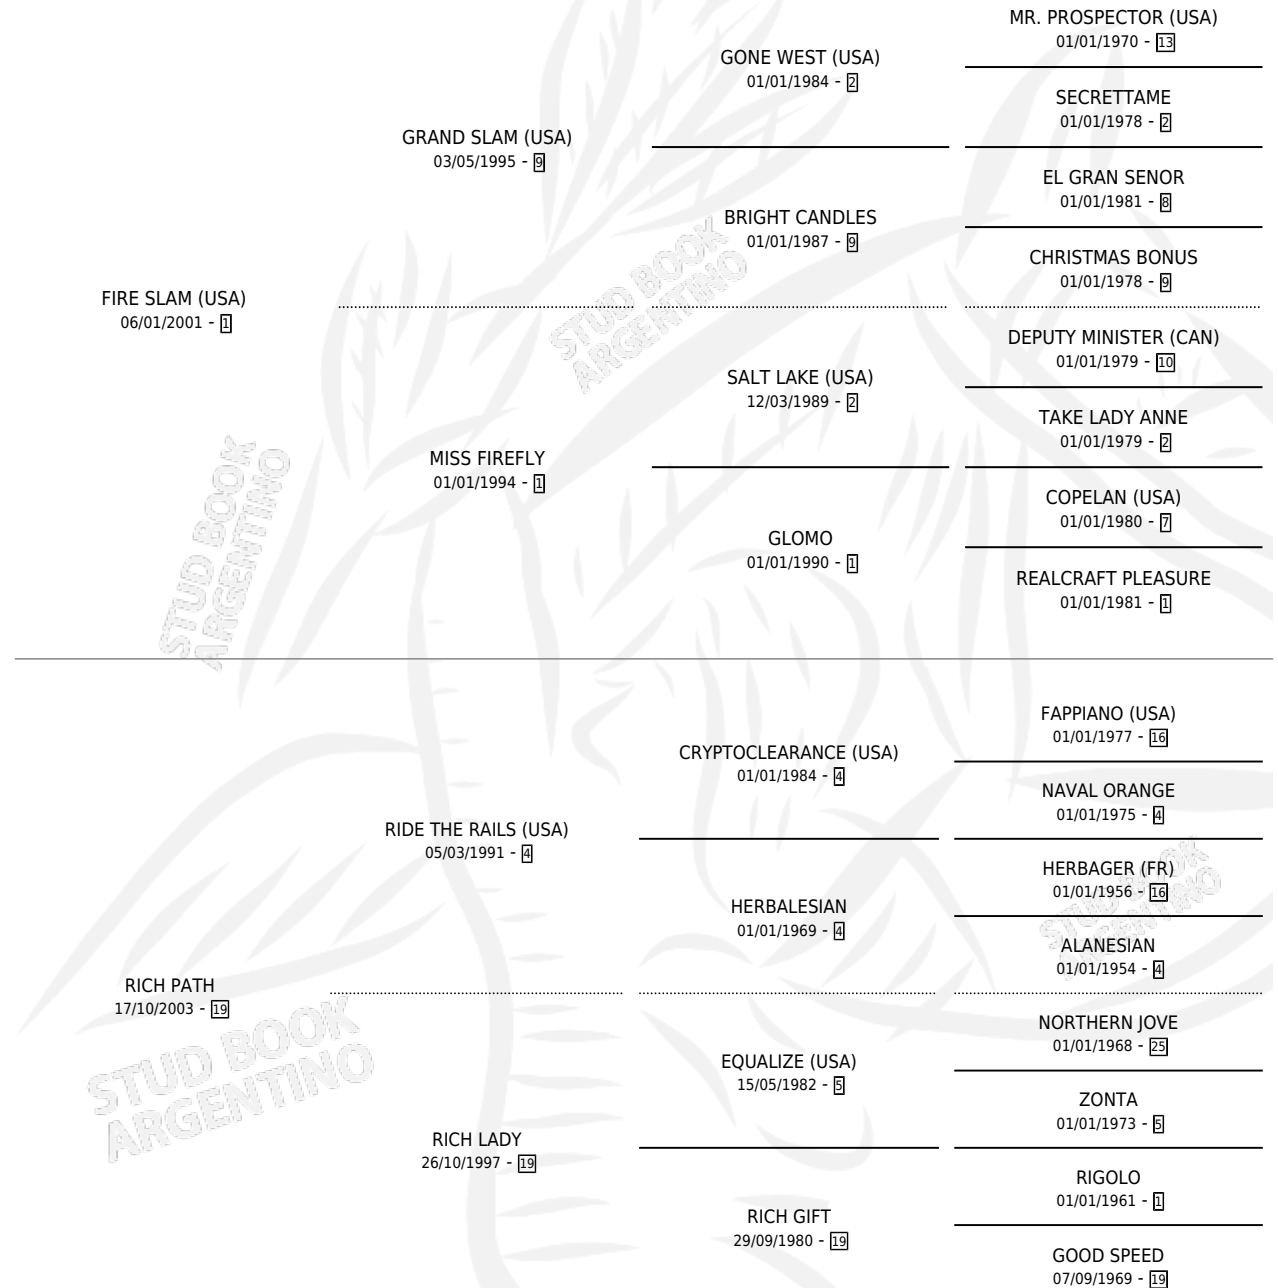 MR. PROSPECTOR (USA)
01/01/1970 - 13
GONE WEST (USA)
01/01/1984 - 2
SECRETTAME
01/01/1978 - 2
GRAND SLAM (USA)
03/05/1995 - 9
EL GRAN SENOR
01/01/1981 - 8
BRIGHT CANDLES
01/01/1987 - 9
CHRISTMAS BONUS
01/01/1978 - 9
FIRE SLAM (USA)
06/01/2001 - 1
DEPUTY MINISTER (CAN)
01/01/1979 - 10
SALT LAKE (USA)
12/03/1989 - 2
TAKE LADY ANNE
01/01/1979 - 2
MISS FIREFLY
01/01/1994 - 1
COPELAN (USA)
01/01/1980 - 7
GLOMO
01/01/1990 - 1
REALCRAFT PLEASURE
01/01/1981 - 1
STUD BOOK
ARGENTINO
STUD BOOK
ARGENTINO
FAPPIANO (USA)
01/01/1977 - 16
CRYPTOCLEARANCE (USA)
01/01/1984 - 4
NAVAL ORANGE
01/01/1975 - 4
RIDE THE RAILS (USA)
05/03/1991 - 4
HERBAGER (FR)
01/01/1956 - 16
HERBALESIAN
01/01/1969 - 4
ALANESIAN
01/01/1954 - 4
STUD BOOK
ARGENTINO
RICH PATH
17/10/2003 - 19
NORTHERN JOVE
01/01/1968 - 25
EQUALIZE (USA)
15/05/1982 - 5
ZONTA
01/01/1973 - 5
RICH LADY
26/10/1997 - 19
RIGOLO
01/01/1961 - 1
RICH GIFT
29/09/1980 - 19
GOOD SPEED
07/09/1969 - 19
STUD BOOK
ARGENTINO